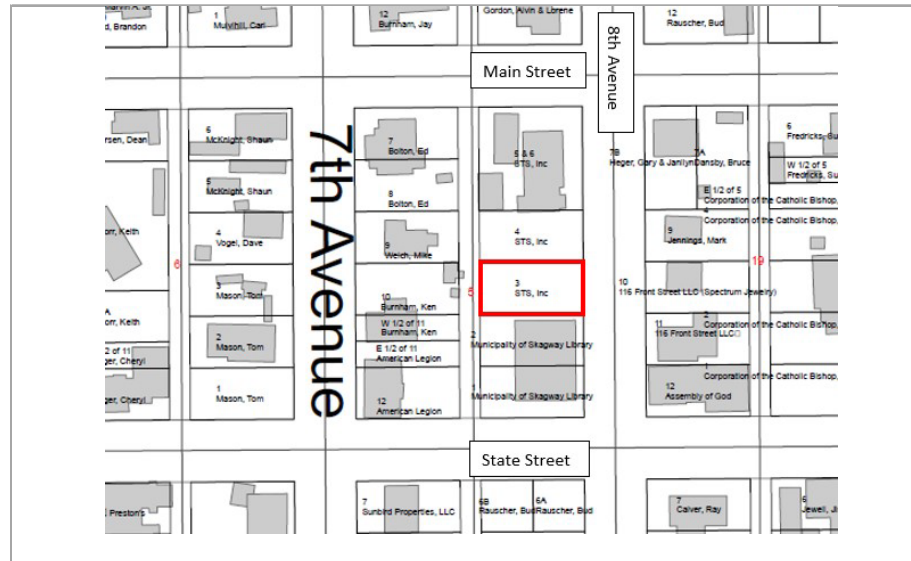 1
Mulvihill, Carl
12
Burnham, Jay
Gordon, Alvin & Lorene
12
Rauscher, Bud
d, Brandon
Main Street
8th Avenue
7th Avenue
rsen, Dean
6
McKnight, Shaun
5
McKnight, Shaun
4
Vogel, Dave
3
Mason, Tom
2
Mason, Tom
1
Mason, Tom
orr, Keith
A
orr, Keith
/2 of 11
ger, Cheryl
ger, Cheryl
6
7
Bolton, Ed
8
Bolton, Ed
9
Welch, Mike
10
Burnham, Ken
W 1/2 of 11
Burnham, Ken
E 1/2 of 11
American Legion
12
American Legion
5
5 & 6
STS, Inc
4
STS, Inc
3
STS, Inc
2
Municipality of Skagway Library
1
Municipality of Skagway Library
7B
Heger, Gary & Janilyn
7A
Dansby, Bruce
E 1/2 of 5
Corporation of the Catholic Bishop,
4
Corporation of the Catholic Bishop,
9
Jennings, Mark
10
116 Front Street LLC (Spectrum Jewelry)
2
Corporation of the Catholic Bishop,
11
116 Front Street LLC
1
Corporation of the Catholic Bishop,
12
Assembly of God
19
6
Fredricks, Su
W 1/2 of 5
Fredricks, Su
State Street
Preston's
7
Sunbird Properties, LLC
6B
Rauscher, Bud
6A
Rauscher, Bud
7
Calver, Ray
6
Jewell, Ji